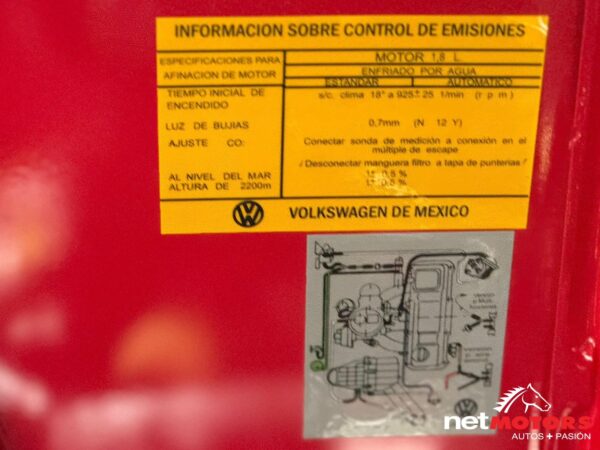 INFORMACION SOBRE CONTROL DE EMISIONES
ESPECIFICACIONES PARA AFINACION DE MOTOR
MOTOR 1,8 L
ENFRIADO POR AGUA
ESTANDAR AUTOMATICO
TIEMPO INICIAL DE ENCENDIDO
s/c. clima 18° a 925±25 1/min (r p m)
LUZ DE BUJIAS 0,7mm (N 12 Y)
AJUSTE CO: Conectar sonda de medición a conexión en el múltiple de escape
Desconectar manguera filtro a tapa de punterias
AL NIVEL DEL MAR
ALTURA DE 2200m
VW VOLKSWAGEN DE MEXICO
netMOTORS
AUTOS + PASIÓN